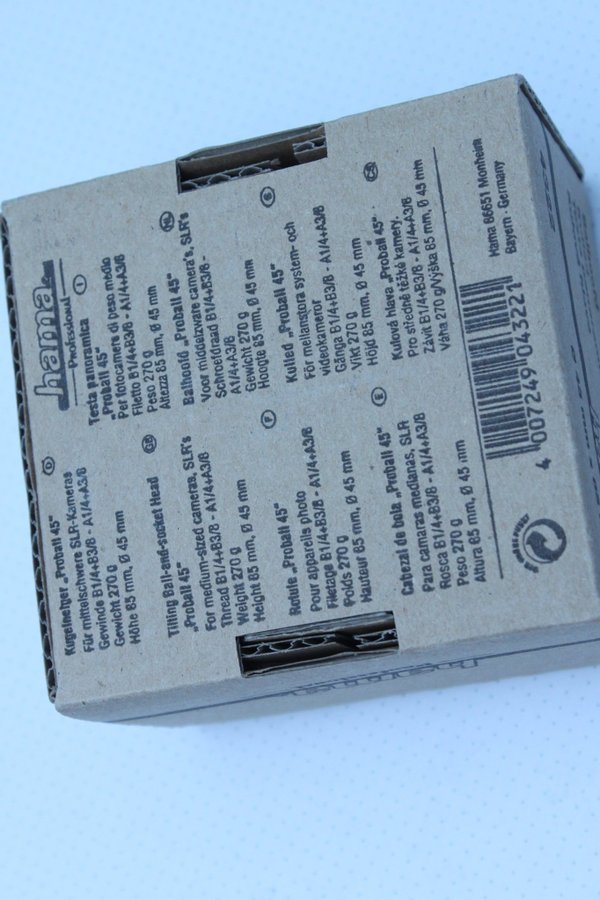 D
Kugelneiger „Proball 45“
Für mittelschwere SLR-Kameras
Gewinde B1/4+B3/8 - A1/4+A3/8
Gewicht 270 g
Höhe 85 mm, Ø 45 mm
GB
Tilting Ball-and-socket Head
„Proball 45“
For medium-sized cameras, SLR's
Thread B1/4+B3/8 - A1/4+A3/8
Weight 270 g
Height 85 mm, Ø 45 mm
F
Rotule „Proball 45“
Pour appareils photo
Filetage B1/4+B3/8 - A1/4+A3/8
Poids 270 g
Hauteur 85 mm, Ø 45 mm
E
Cabezal de bola „Proball 45“
Para camaras medianas, SLR
Rosca B1/4+B3/8 - A1/4+A3/8
Peso 270 g
Altura 85 mm, Ø 45 mm
hama
Professional
I
Testa panoramica
„Proball 45“
Per fotocamere di peso medio
Filetto B1/4+B3/8 - A1/4+A3/8
Peso 270 g
Altezza 85 mm, Ø 45 mm
NL
Balhoofd „Proball 45“
Voor middelzware camera's, SLR's
Schroefdraad B1/4+B3/8 -
A1/4+A3/8
Gewicht 270 g
Hoogte 85 mm, Ø 45 mm
S
Kulled „Proball 45“
För mellanstora system- och
videokameror
Gänga B1/4+B3/8 - A1/4+A3/8
Vikt 270 g
Höjd 85 mm, Ø 45 mm
CZ
Kulová hlava „Proball 45“
Pro středně těžké kamery,
Závit B1/4+B3/8 - A1/4+A3/8
Váha 270 g/Výška 85 mm, Ø 45 mm
4 007249 043221
Hama 86651 Monheim
Bayern · Germany
hama